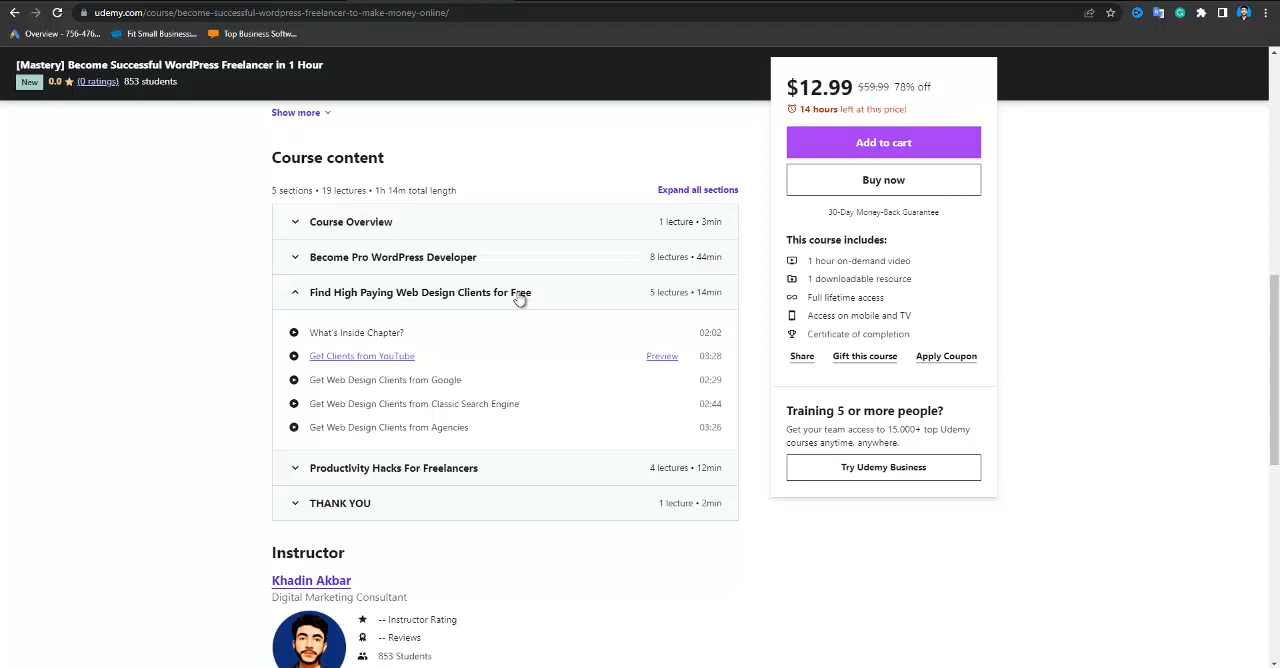 udemy.com/course/become-successful-wordpress-freelancer-to-make-money-online/
Overview - 756-476... Fit Small Business:... Top Business Softw...
[Mastery] Become Successful WordPress Freelancer in 1 Hour
New 0.0 (0 ratings) 853 students
$12.99 $59.99 78% off
14 hours left at this price!
Add to cart
Buy now
30-Day Money-Back Guarantee
This course includes:
1 hour on-demand video
1 downloadable resource
Full lifetime access
Access on mobile and TV
Certificate of completion
Share Gift this course Apply Coupon
Training 5 or more people?
Get your team access to 15,000+ top Udemy
courses anytime, anywhere.
Try Udemy Business
Show more
Course content
5 sections • 19 lectures • 1h 14m total length Expand all sections
Course Overview 1 lecture • 3min
Become Pro WordPress Developer 8 lectures • 44min
Find High Paying Web Design Clients for Free 5 lectures • 14min
What's Inside Chapter? 02:02
Get Clients from YouTube Preview 03:28
Get Web Design Clients from Google 02:29
Get Web Design Clients from Classic Search Engine 02:44
Get Web Design Clients from Agencies 03:26
Productivity Hacks For Freelancers 4 lectures • 12min
THANK YOU 1 lecture • 2min
Instructor
Khadin Akbar
Digital Marketing Consultant
-- Instructor Rating
-- Reviews
853 Students